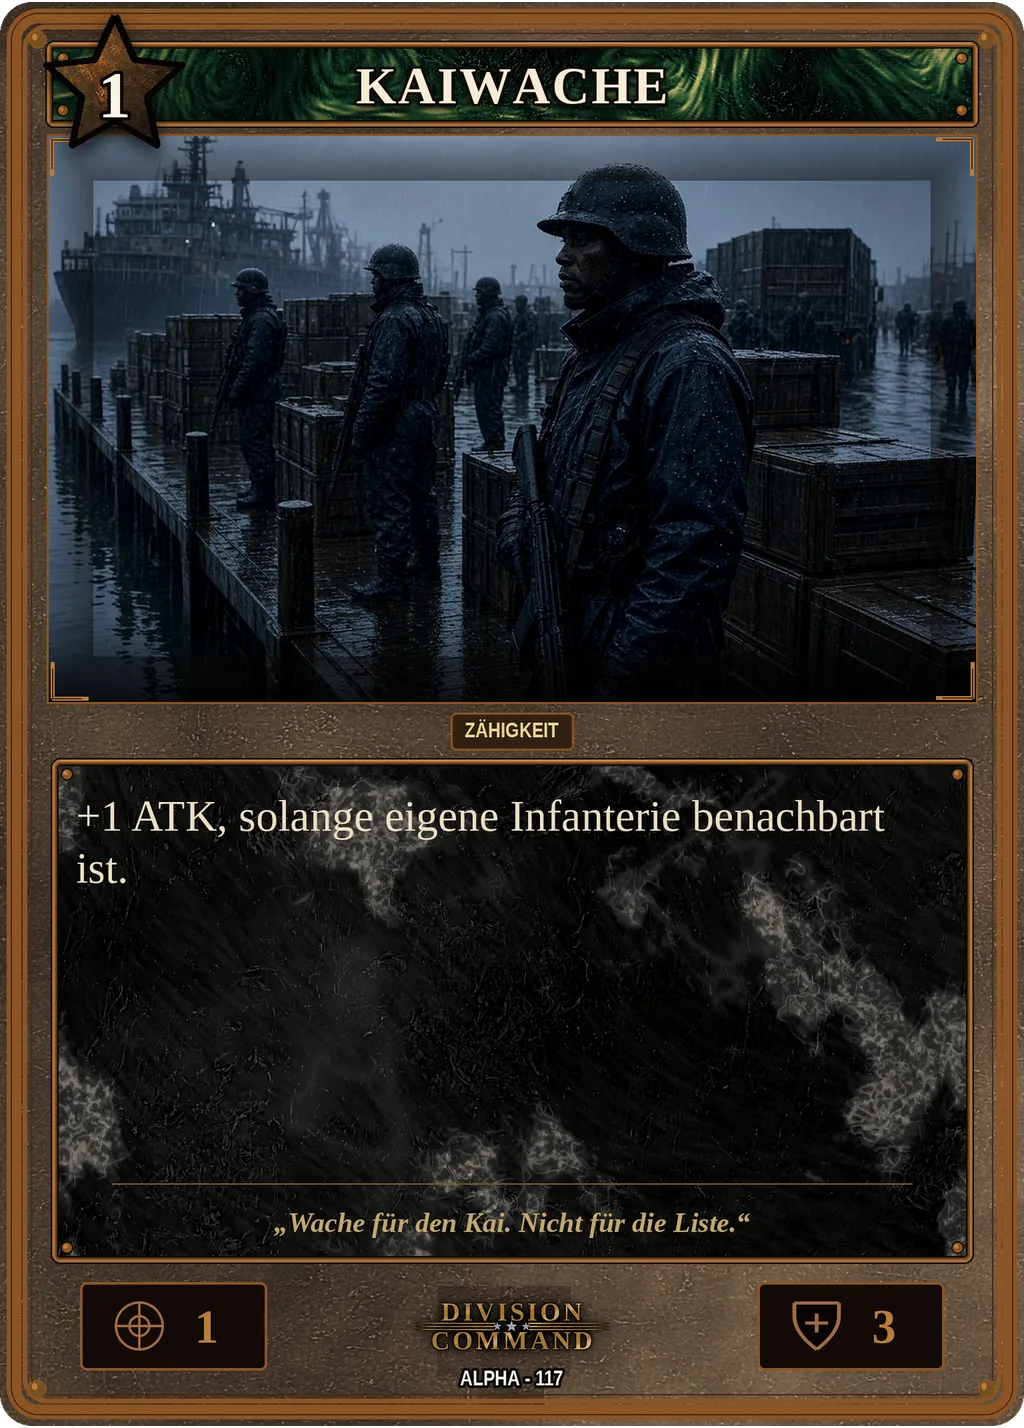 1
KAIWACHE
ZÄHIGKEIT
+1 ATK, solange eigene Infanterie benachbart
ist.
„Wache für den Kai. Nicht für die Liste.“
1
DIVISION
COMMAND
3
ALPHA - 117